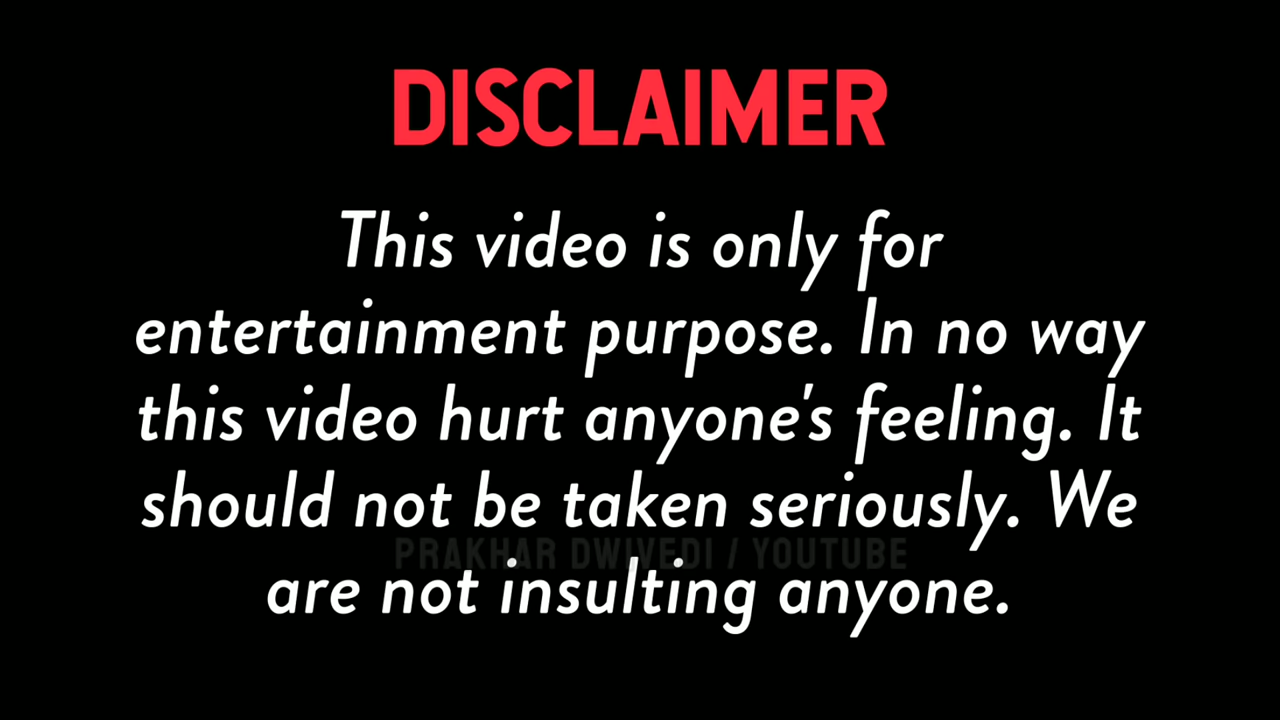 DISCLAIMER
This video is only for
entertainment purpose. In no way
this video hurt anyone's feeling. It
should not be taken seriously. We
PRAKHAR DWIVEDI / YOUTUBE
are not insulting anyone.